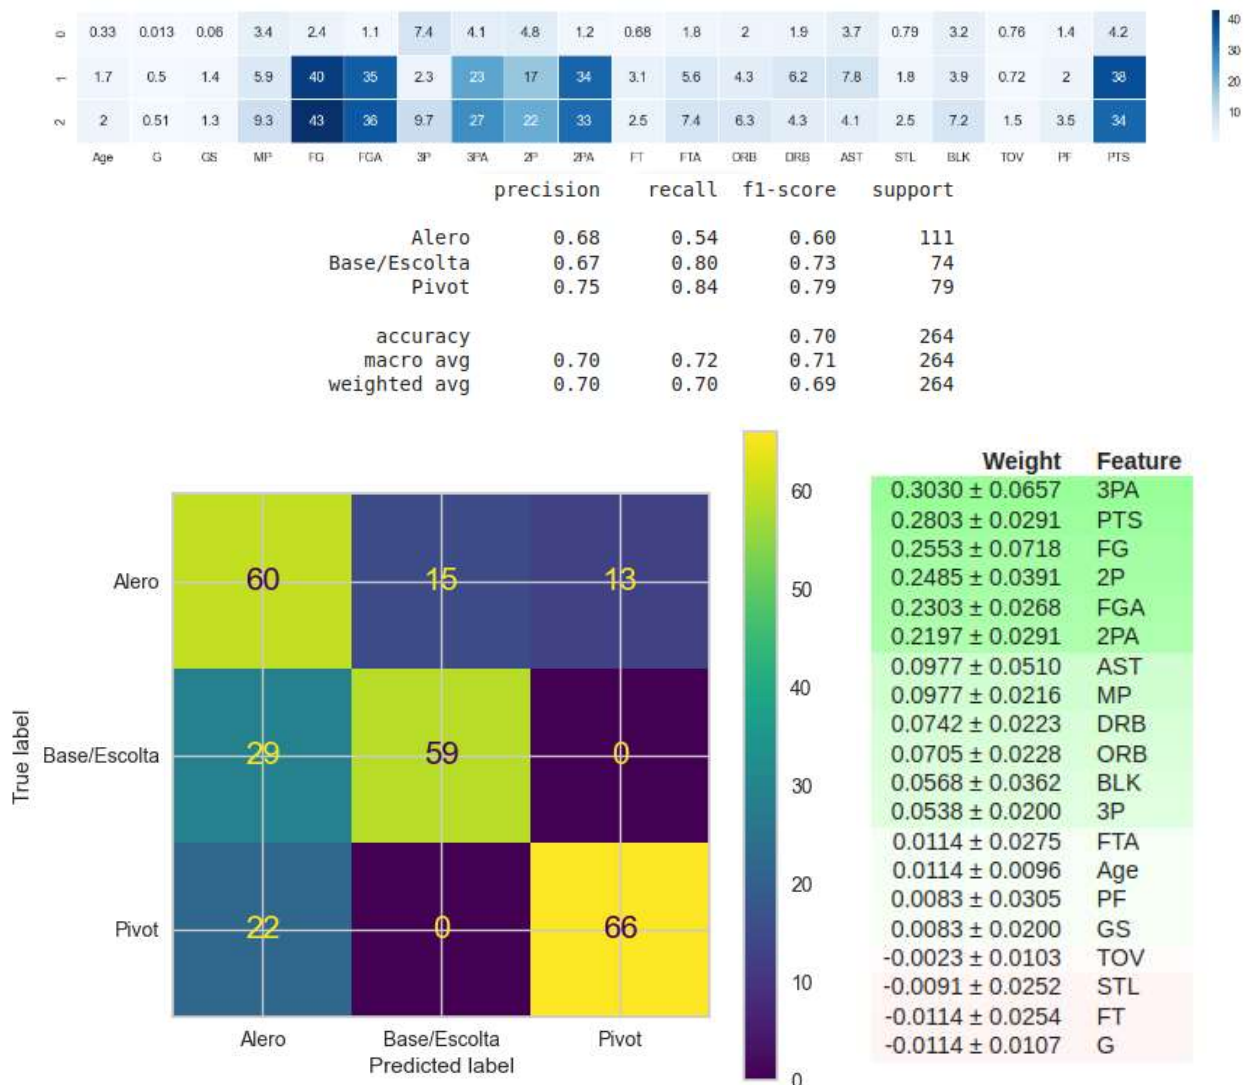 0 0.33 0.013 0.06 3.4 2.4 1.1 7.4 4.1 4.8 1.2 0.68 1.8 2 1.9 3.7 0.79 3.2 0.76 1.4 4.2
1 1.7 0.5 1.4 5.9 40 35 2.3 23 17 34 3.1 5.6 4.3 6.2 7.8 1.8 3.9 0.72 2 38
2 2 0.51 1.3 9.3 43 36 9.7 27 22 33 2.5 7.4 6.3 4.3 4.1 2.5 7.2 1.5 3.5 34
Age G GS MP FG FGA 3P 3PA 2P 2PA FT FTA ORB DRB AST STL BLK TOV PF PTS
40
30
20
10
precision recall f1-score support
Alero 0.68 0.54 0.60 111
Base/Escolta 0.67 0.80 0.73 74
Pivot 0.75 0.84 0.79 79
accuracy 0.70 264
macro avg 0.70 0.72 0.71 264
weighted avg 0.70 0.70 0.69 264
True label
Alero 60 15 13
Base/Escolta 29 59 0
Pivot 22 0 66
Alero Base/Escolta Pivot
Predicted label
60
50
40
30
20
10
0
Weight Feature
0.3030 ± 0.0657 3PA
0.2803 ± 0.0291 PTS
0.2553 ± 0.0718 FG
0.2485 ± 0.0391 2P
0.2303 ± 0.0268 FGA
0.2197 ± 0.0291 2PA
0.0977 ± 0.0510 AST
0.0977 ± 0.0216 MP
0.0742 ± 0.0223 DRB
0.0705 ± 0.0228 ORB
0.0568 ± 0.0362 BLK
0.0538 ± 0.0200 3P
0.0114 ± 0.0275 FTA
0.0114 ± 0.0096 Age
0.0083 ± 0.0305 PF
0.0083 ± 0.0200 GS
-0.0023 ± 0.0103 TOV
-0.0091 ± 0.0252 STL
-0.0114 ± 0.0254 FT
-0.0114 ± 0.0107 G